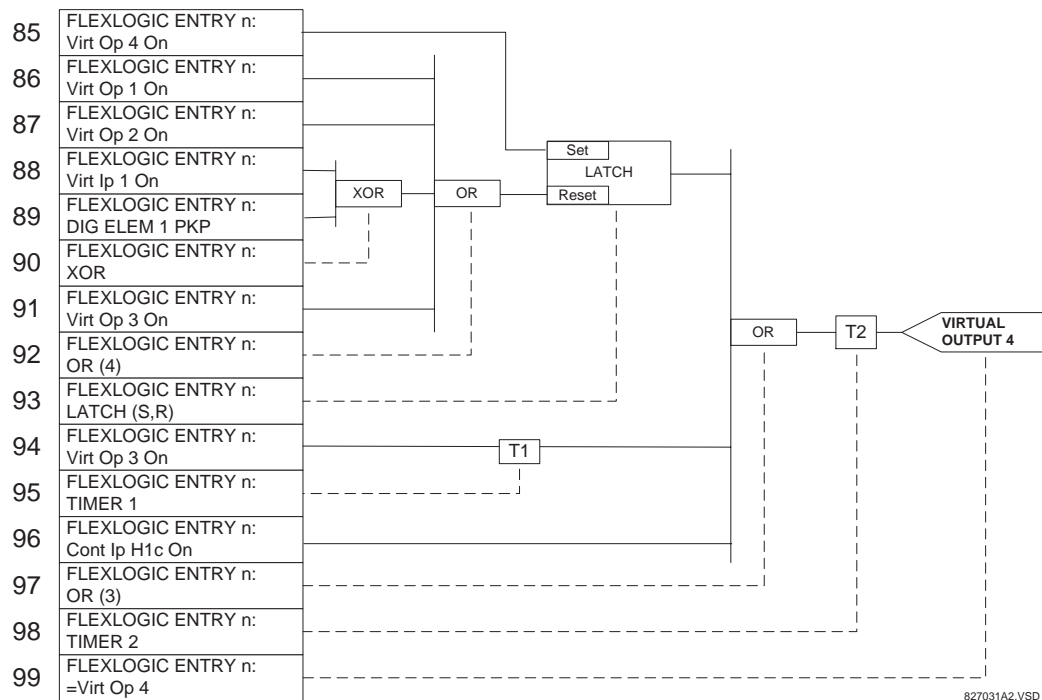 85
FLEXLOGIC ENTRY n:
Virt Op 4 On
86
FLEXLOGIC ENTRY n:
Virt Op 1 On
87
FLEXLOGIC ENTRY n:
Virt Op 2 On
88
FLEXLOGIC ENTRY n:
Virt Ip 1 On
89
FLEXLOGIC ENTRY n:
DIG ELEM 1 PKP
90
FLEXLOGIC ENTRY n:
XOR
91
FLEXLOGIC ENTRY n:
Virt Op 3 On
92
FLEXLOGIC ENTRY n:
OR (4)
93
FLEXLOGIC ENTRY n:
LATCH (S,R)
94
FLEXLOGIC ENTRY n:
Virt Op 3 On
95
FLEXLOGIC ENTRY n:
TIMER 1
96
FLEXLOGIC ENTRY n:
Cont Ip H1c On
97
FLEXLOGIC ENTRY n:
OR (3)
98
FLEXLOGIC ENTRY n:
TIMER 2
99
FLEXLOGIC ENTRY n:
=Virt Op 4
XOR
OR
Set
LATCH
Reset
T1
OR
T2
VIRTUAL
OUTPUT 4
827031A2.VSD